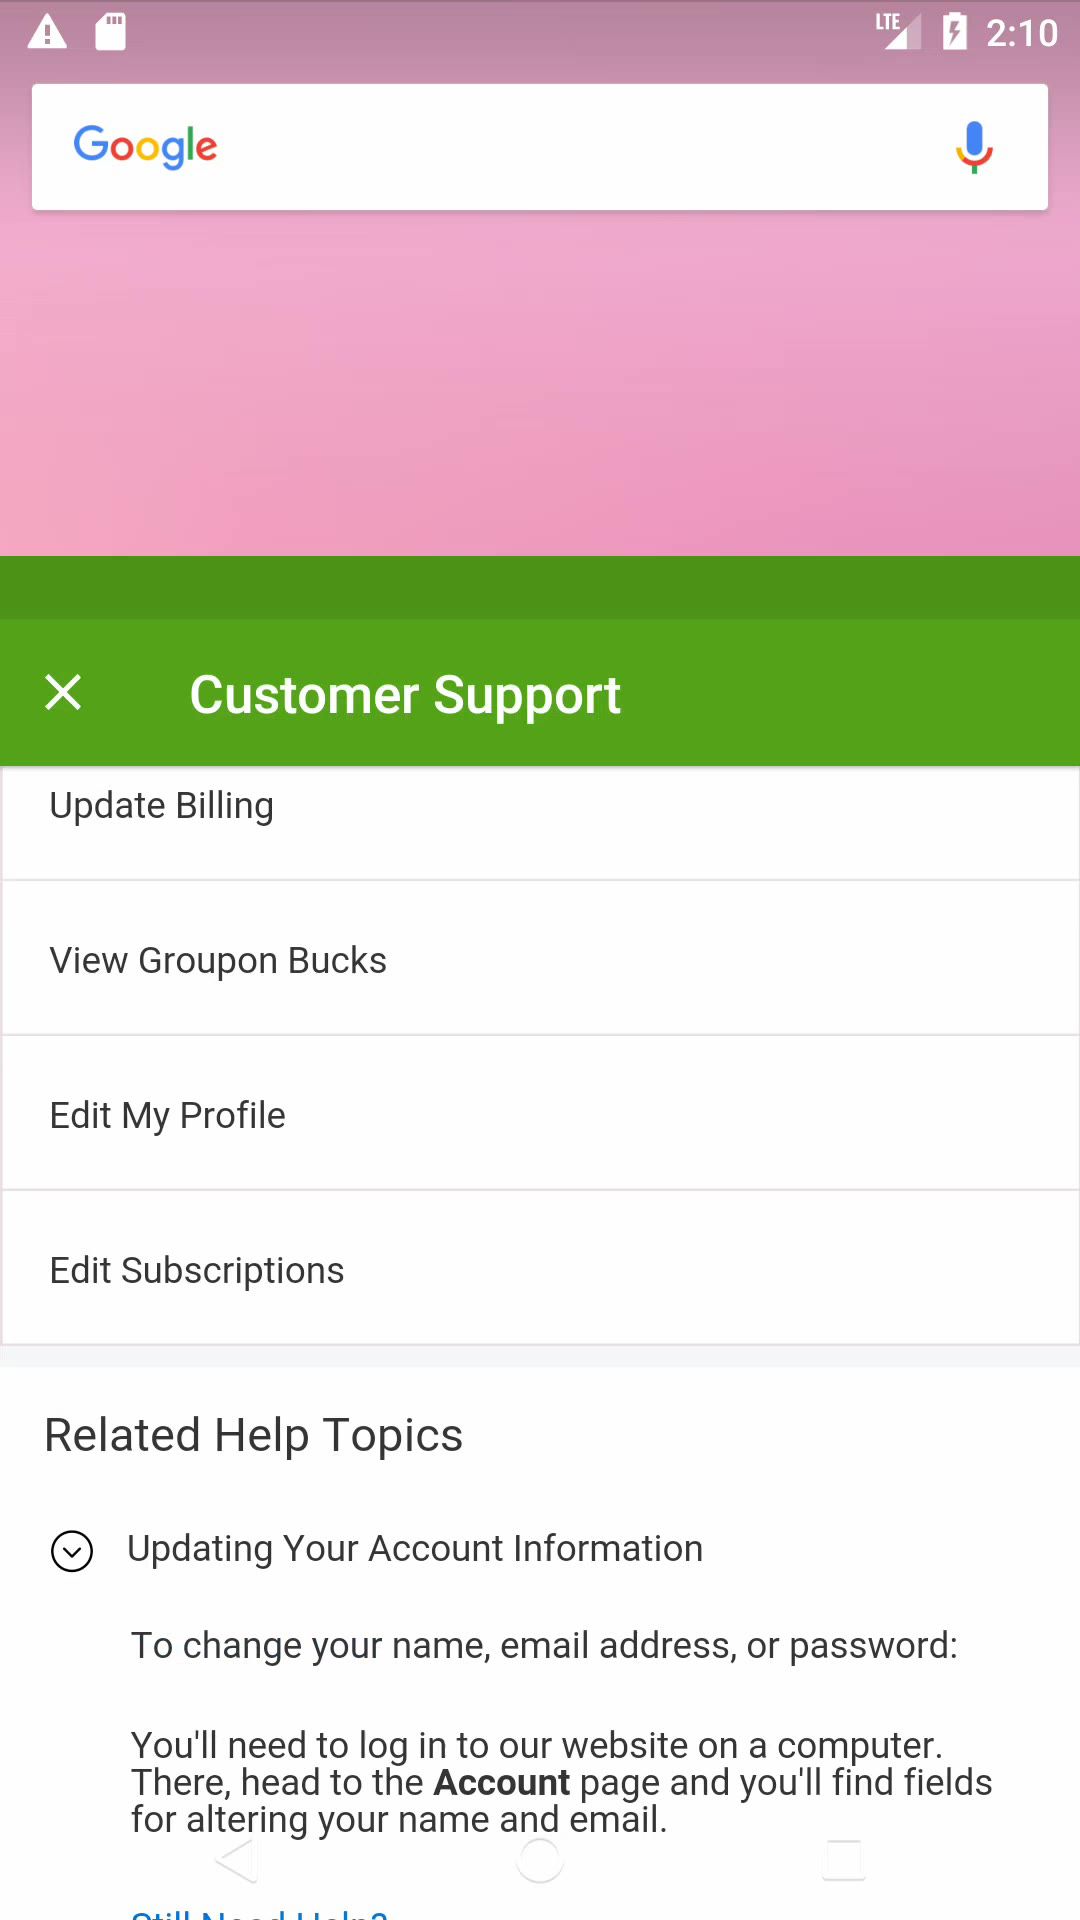 LTE 2:10
Google
Customer Support
Update Billing
View Groupon Bucks
Edit My Profile
Edit Subscriptions
Related Help Topics
Updating Your Account Information
To change your name, email address, or password:
You'll need to log in to our website on a computer.
There, head to the Account page and you'll find fields
for altering your name and email.
Still Need Help?